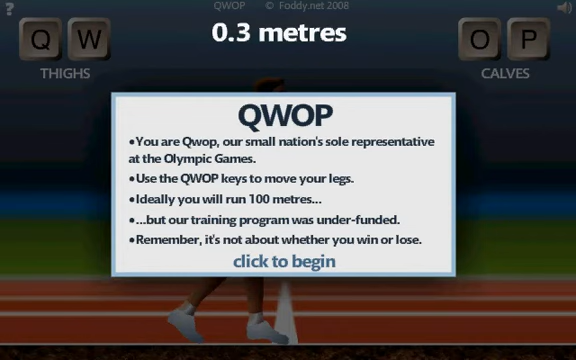 ?
QWOP © Foddy.net 2008
Q W
0.3 metres
O P
THIGHS
CALVES
QWOP
•You are Qwop, our small nation's sole representative
at the Olympic Games.
•Use the QWOP keys to move your legs.
•Ideally you will run 100 metres...
•...but our training program was under-funded.
•Remember, it's not about whether you win or lose.
click to begin